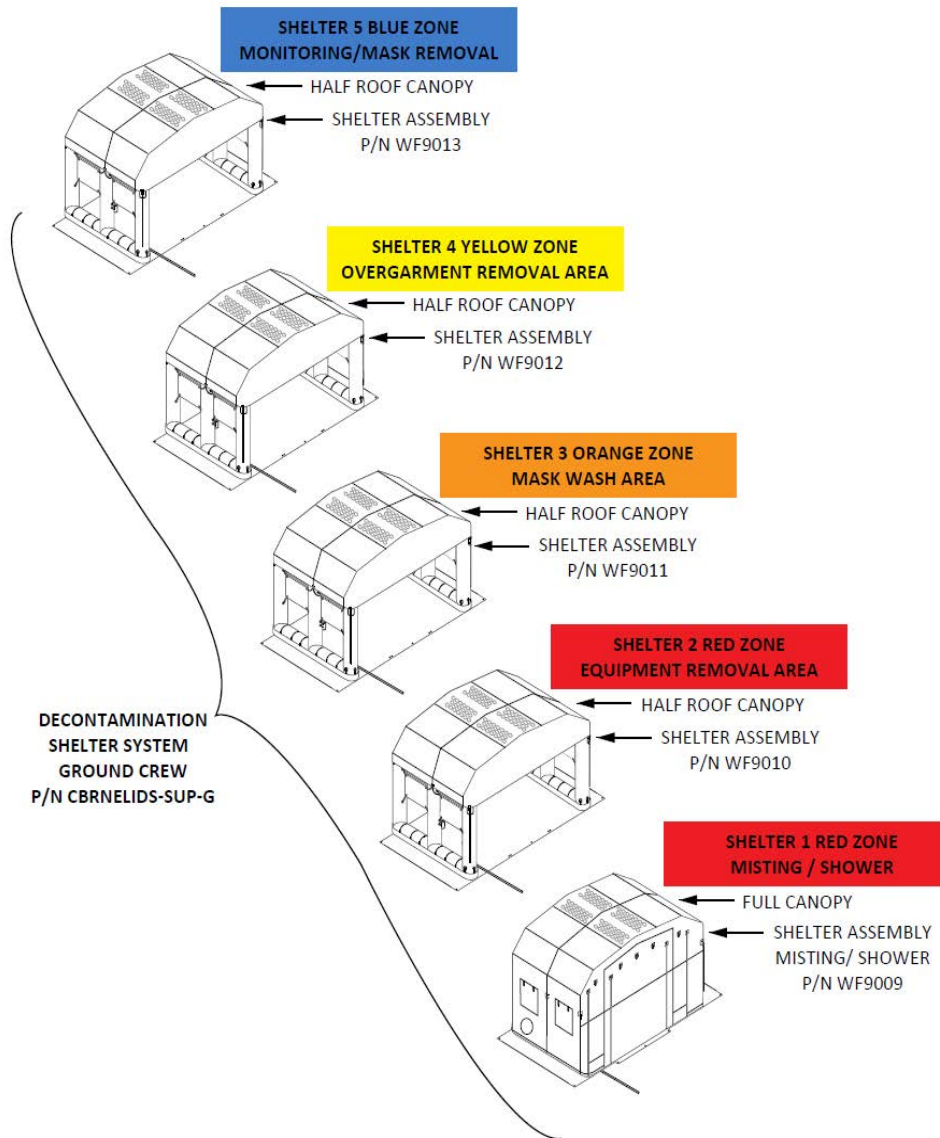 SHELTER 5 BLUE ZONE
MONITORING/MASK REMOVAL
HALF ROOF CANOPY
SHELTER ASSEMBLY
P/N WF9013
SHELTER 4 YELLOW ZONE
OVERGARMENT REMOVAL AREA
HALF ROOF CANOPY
SHELTER ASSEMBLY
P/N WF9012
SHELTER 3 ORANGE ZONE
MASK WASH AREA
HALF ROOF CANOPY
SHELTER ASSEMBLY
P/N WF9011
SHELTER 2 RED ZONE
EQUIPMENT REMOVAL AREA
HALF ROOF CANOPY
SHELTER ASSEMBLY
P/N WF9010
DECONTAMINATION
SHELTER SYSTEM
GROUND CREW
P/N CBRNELIDS-SUP-G
SHELTER 1 RED ZONE
MISTING / SHOWER
FULL CANOPY
SHELTER ASSEMBLY
MISTING/ SHOWER
P/N WF9009